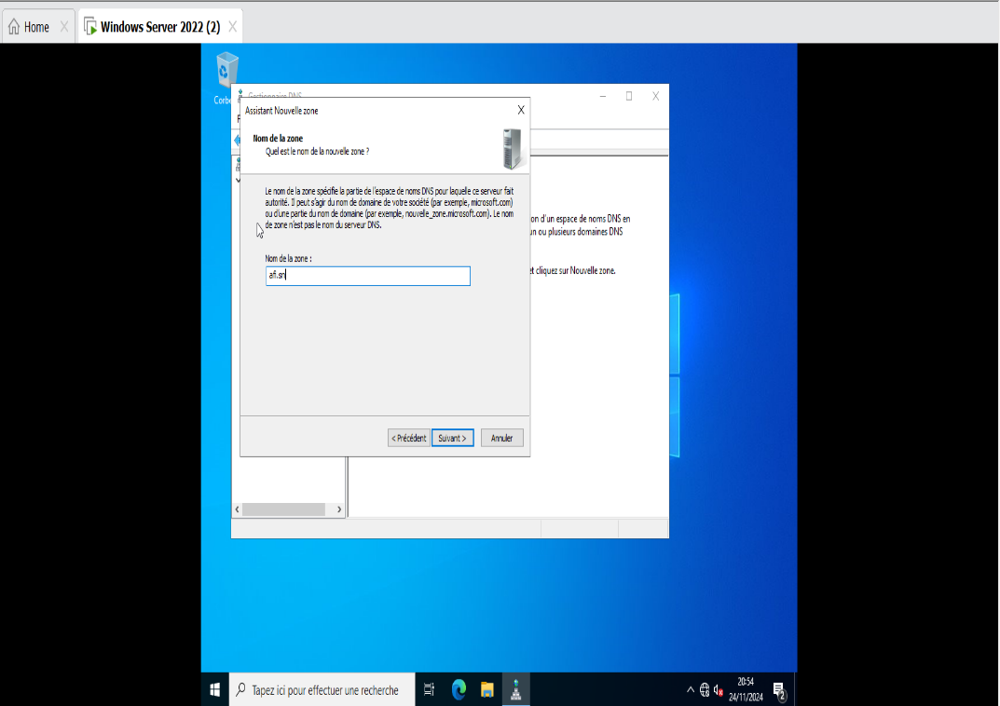 Home
Windows Server 2022 (2)
Corbe
Gestionnaire DNS
F
Assistant Nouvelle zone
Nom de la zone
Quel est le nom de la nouvelle zone ?
Le nom de la zone spécifie la partie de l'espace de noms DNS pour laquelle ce serveur fait
autorité. Il peut s'agir du nom de domaine de votre société (par exemple, microsoft.com)
ou d'une partie du nom de domaine (par exemple, nouvelle_zone.microsoft.com). Le nom
de zone n'est pas le nom du serveur DNS.
on d'un espace de noms DNS en
un ou plusieurs domaines DNS
et cliquez sur Nouvelle zone.
Nom de la zone :
afi.sn
< Précédent
Suivant >
Annuler
Tapez ici pour effectuer une recherche
20:54
24/11/2024
2